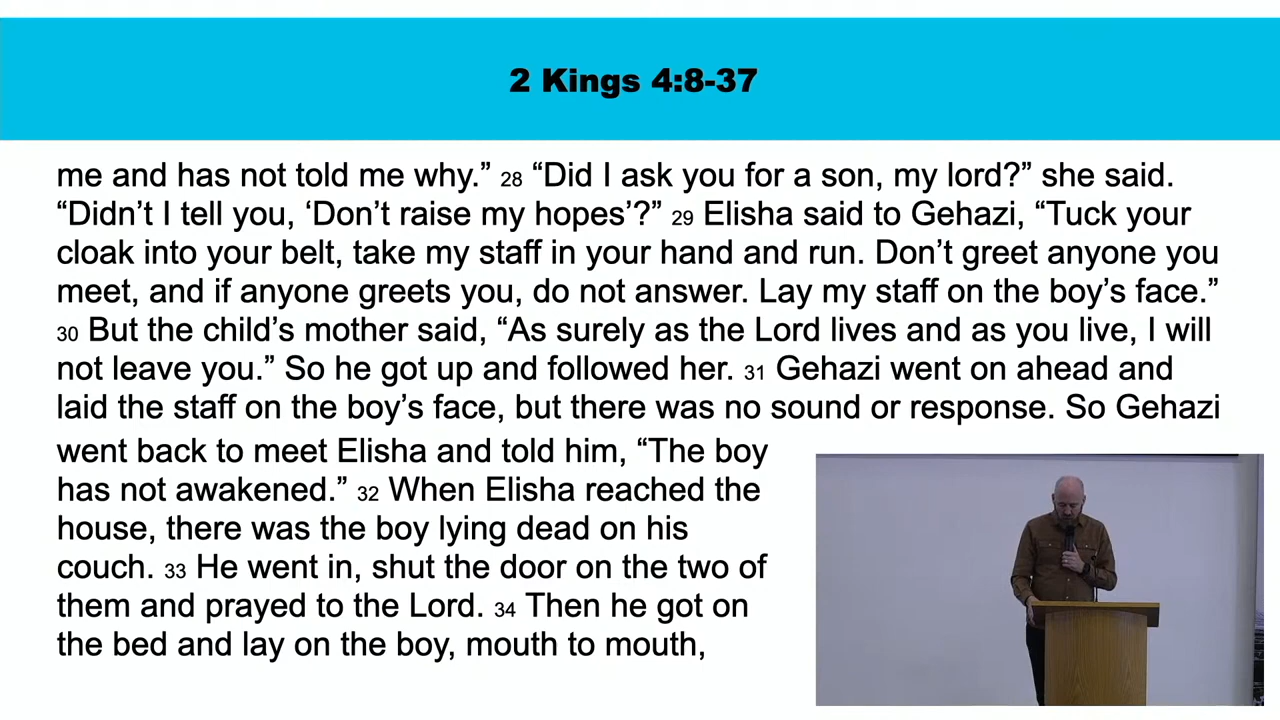 2 Kings 4:8-37
me and has not told me why.” 28 “Did I ask you for a son, my lord?” she said.
“Didn’t I tell you, ‘Don’t raise my hopes’?” 29 Elisha said to Gehazi, “Tuck your
cloak into your belt, take my staff in your hand and run. Don’t greet anyone you
meet, and if anyone greets you, do not answer. Lay my staff on the boy’s face.”
30 But the child’s mother said, “As surely as the Lord lives and as you live, I will
not leave you.” So he got up and followed her. 31 Gehazi went on ahead and
laid the staff on the boy’s face, but there was no sound or response. So Gehazi
went back to meet Elisha and told him, “The boy
has not awakened.” 32 When Elisha reached the
house, there was the boy lying dead on his
couch. 33 He went in, shut the door on the two of
them and prayed to the Lord. 34 Then he got on
the bed and lay on the boy, mouth to mouth,